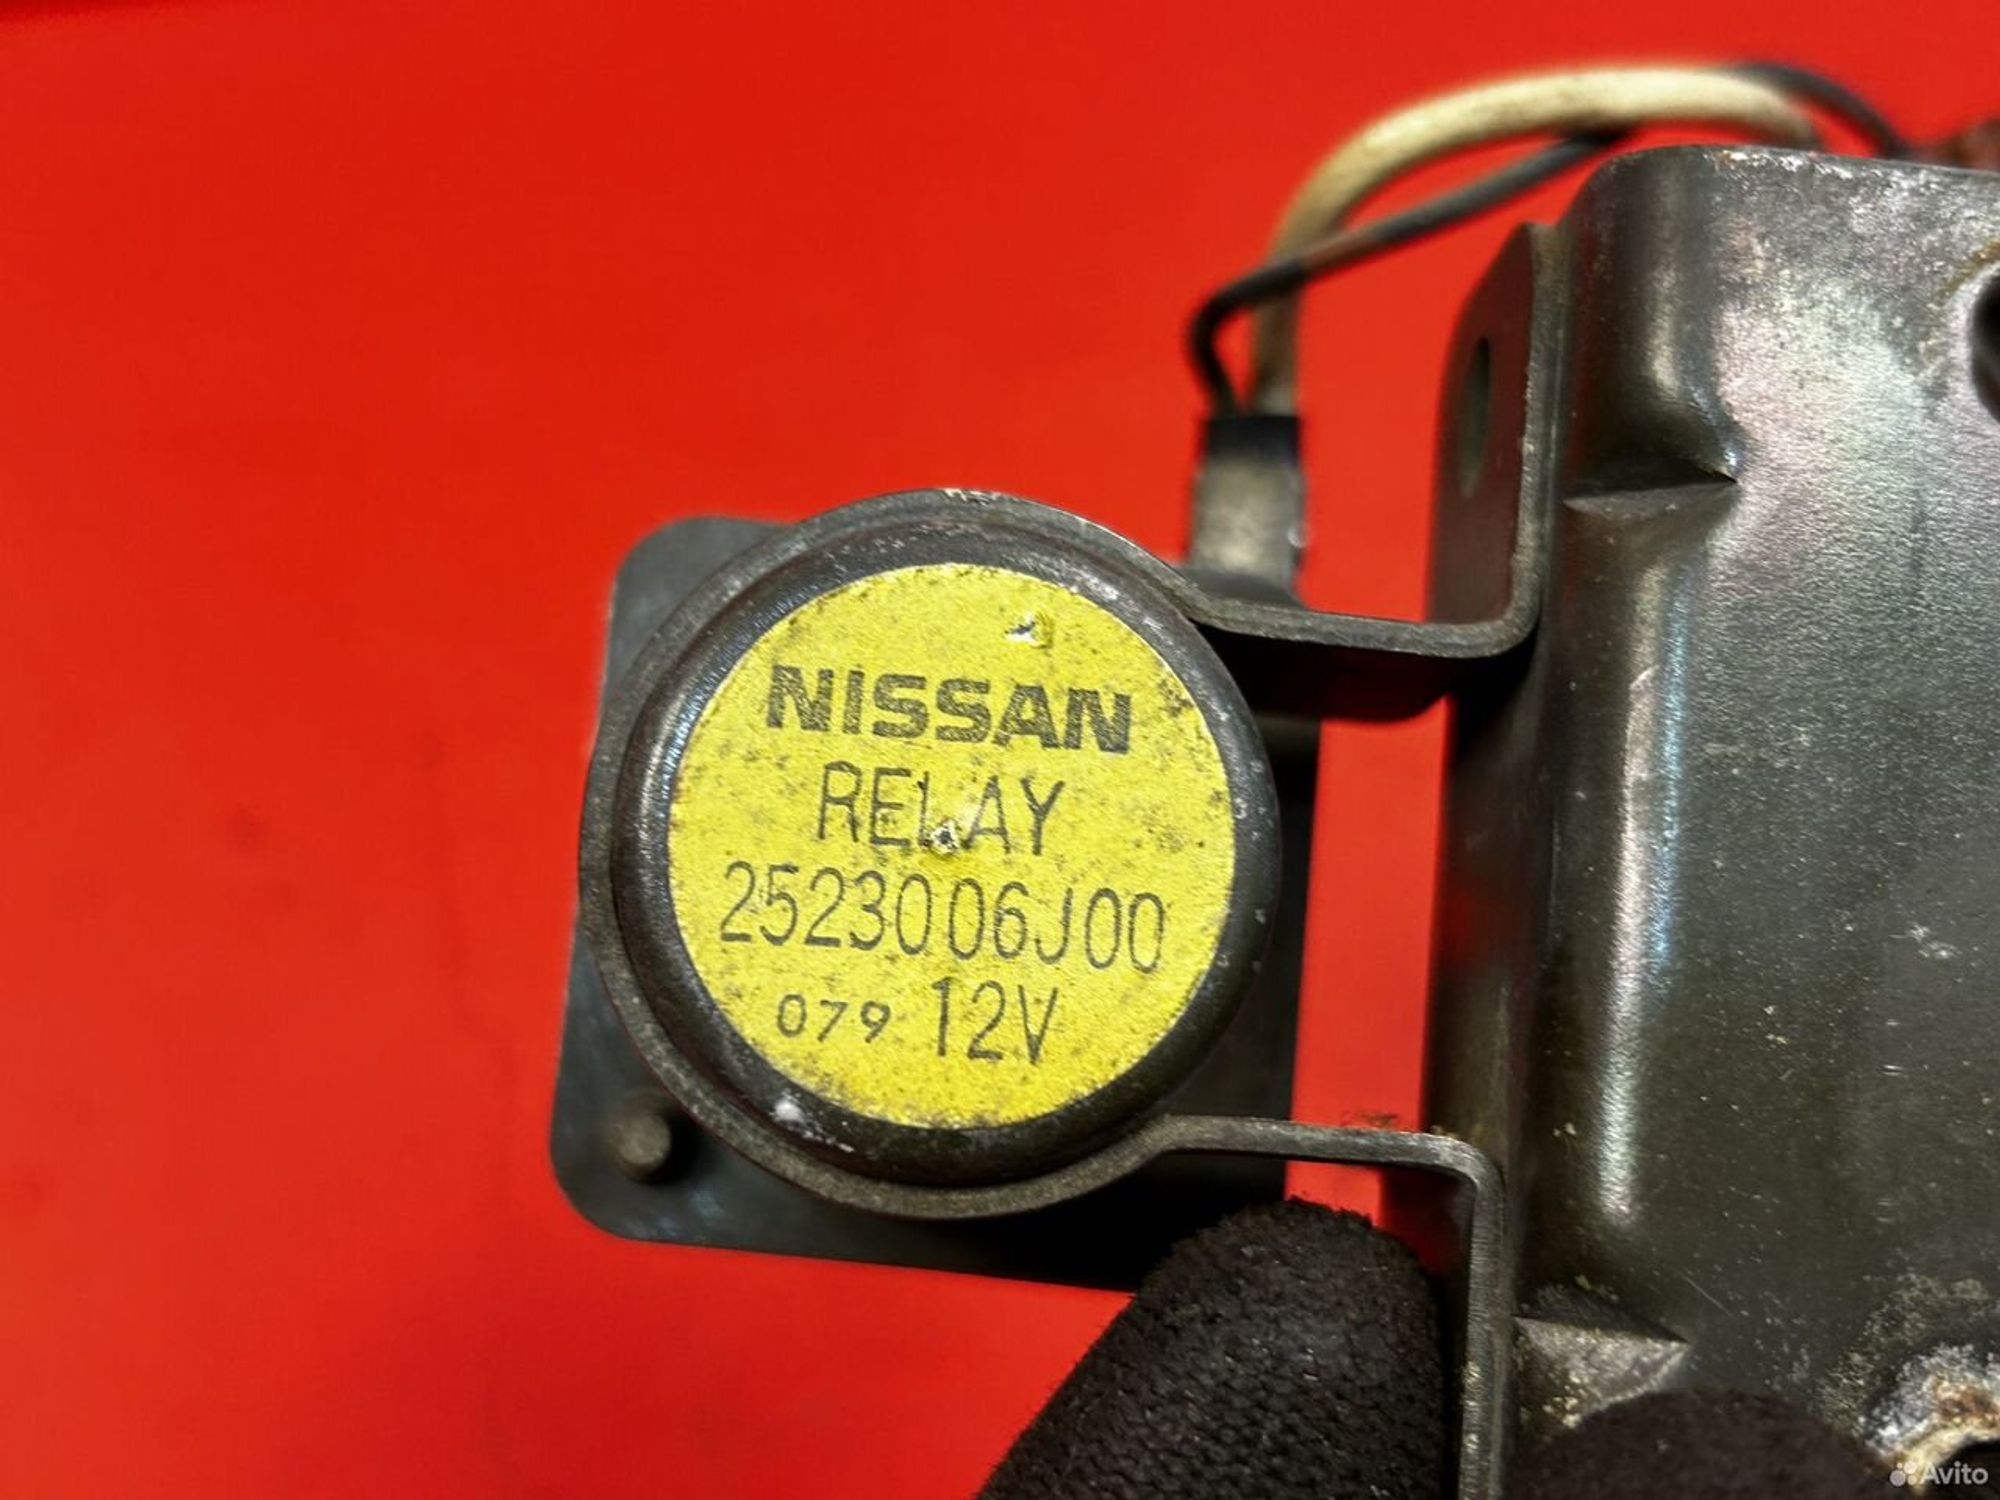 NISSAN
RELAY
2523006J00
079 12V
Avito